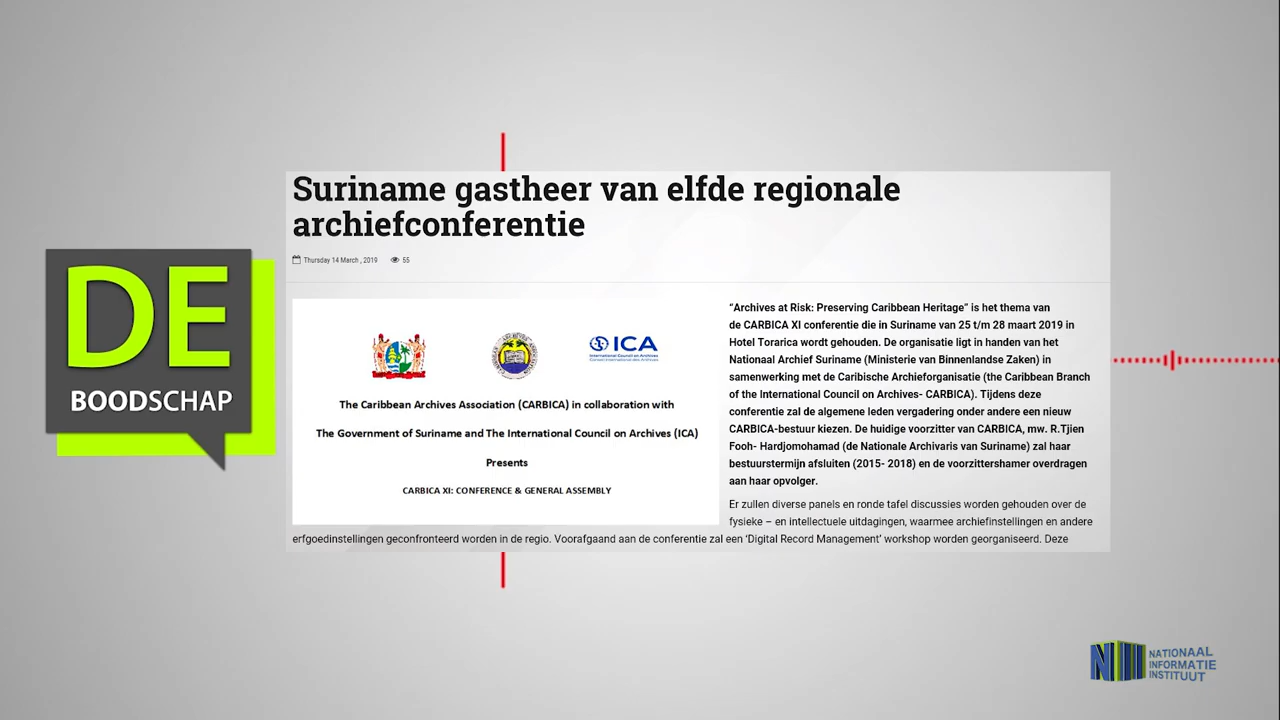 DE
BOODSCHAP
Suriname gastheer van elfde regionale
archiefconferentie
Thursday 14 March , 2019 55
ICA
International Council on Archives
Conseil International des Archives
The Caribbean Archives Association (CARBICA) in collaboration with
The Government of Suriname and The International Council on Archives (ICA)
Presents
CARBICA XI: CONFERENCE & GENERAL ASSEMBLY
“Archives at Risk: Preserving Caribbean Heritage” is het thema van
de CARBICA XI conferentie die in Suriname van 25 t/m 28 maart 2019 in
Hotel Torarica wordt gehouden. De organisatie ligt in handen van het
Nationaal Archief Suriname (Ministerie van Binnenlandse Zaken) in
samenwerking met de Caribische Archieforganisatie (the Caribbean Branch
of the International Council on Archives- CARBICA). Tijdens deze
conferentie zal de algemene leden vergadering onder andere een nieuw
CARBICA-bestuur kiezen. De huidige voorzitter van CARBICA, mw. R.Tjien
Fooh- Hardjomohamad (de Nationale Archivaris van Suriname) zal haar
bestuurstermijn afsluiten (2015- 2018) en de voorzittershamer overdragen
aan haar opvolger.
Er zullen diverse panels en ronde tafel discussies worden gehouden over de
fysieke – en intellectuele uitdagingen, waarmee archiefinstellingen en andere
erfgoedinstellingen geconfronteerd worden in de regio. Voorafgaand aan de conferentie zal een ‘Digital Record Management’ workshop worden georganiseerd. Deze
NII
NATIONAAL
INFORMATIE
INSTITUUT